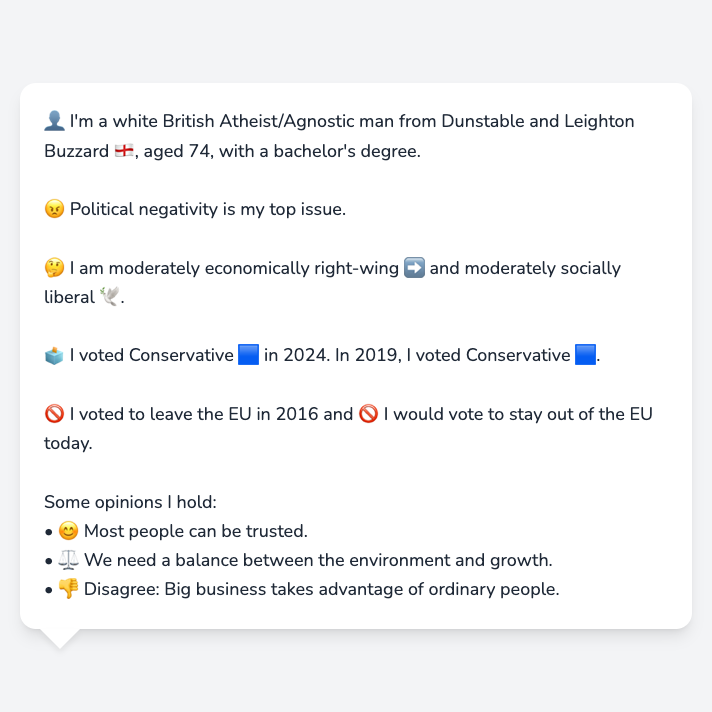 👤 I'm a white British Atheist/Agnostic man from Dunstable and Leighton
Buzzard 🏴󠁧󠁢󠁥󠁮󠁧󠁿, aged 74, with a bachelor's degree.
😠 Political negativity is my top issue.
🤔 I am moderately economically right-wing ➡️ and moderately socially
liberal 🕊️.
🗳️ I voted Conservative 🟦 in 2024. In 2019, I voted Conservative 🟦.
🚫 I voted to leave the EU in 2016 and 🚫 I would vote to stay out of the EU
today.
Some opinions I hold:
• 😊 Most people can be trusted.
• ⚖️ We need a balance between the environment and growth.
• 👎 Disagree: Big business takes advantage of ordinary people.